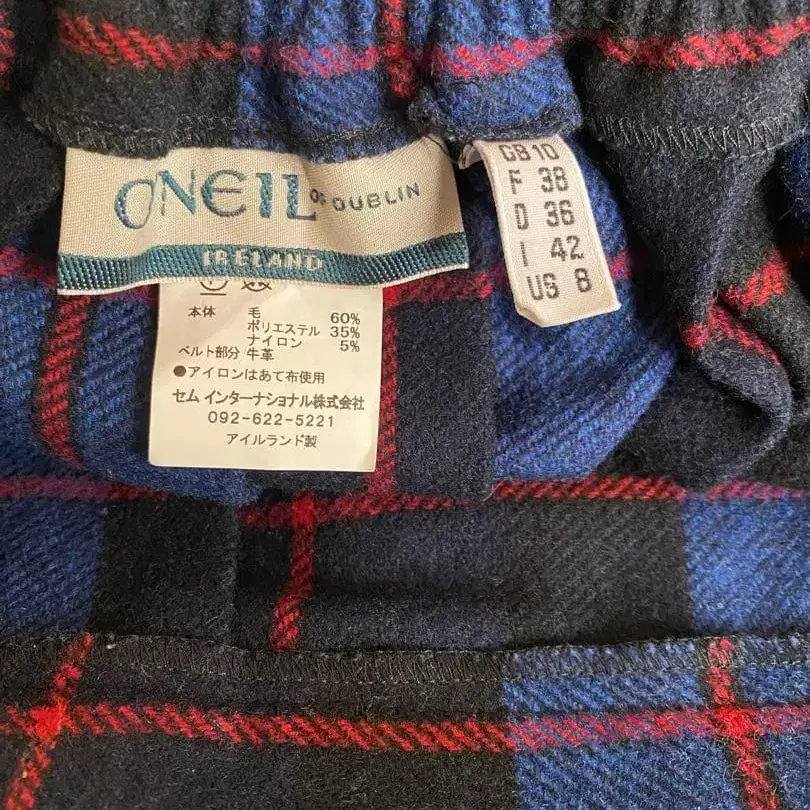 O'NEIL OF DUBLIN
IRELAND
GB 10
F 38
D 36
I 42
US 8
本体 毛 60%
ポリエステル 35%
ナイロン 5%
ベルト部分 牛革
●アイロンはあて布使用
セム インターナショナル株式会社
092-622-5221
アイルランド製